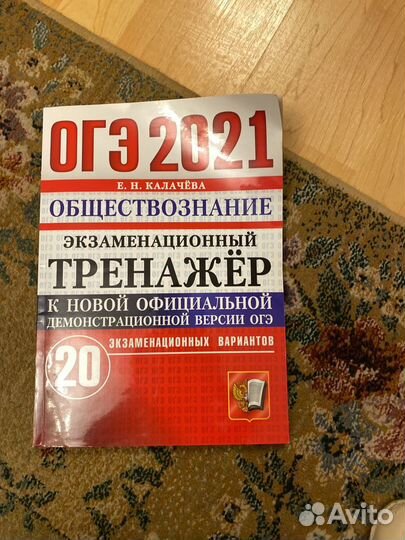 ОГЭ 2021
Е. Н. КАЛАЧЁВА
ОБЩЕСТВОЗНАНИЕ
ЭКЗАМЕНАЦИОННЫЙ
ТРЕНАЖЁР
К НОВОЙ ОФИЦИАЛЬНОЙ
ДЕМОНСТРАЦИОННОЙ ВЕРСИИ ОГЭ
20
ЭКЗАМЕНАЦИОННЫХ ВАРИАНТОВ
Avito